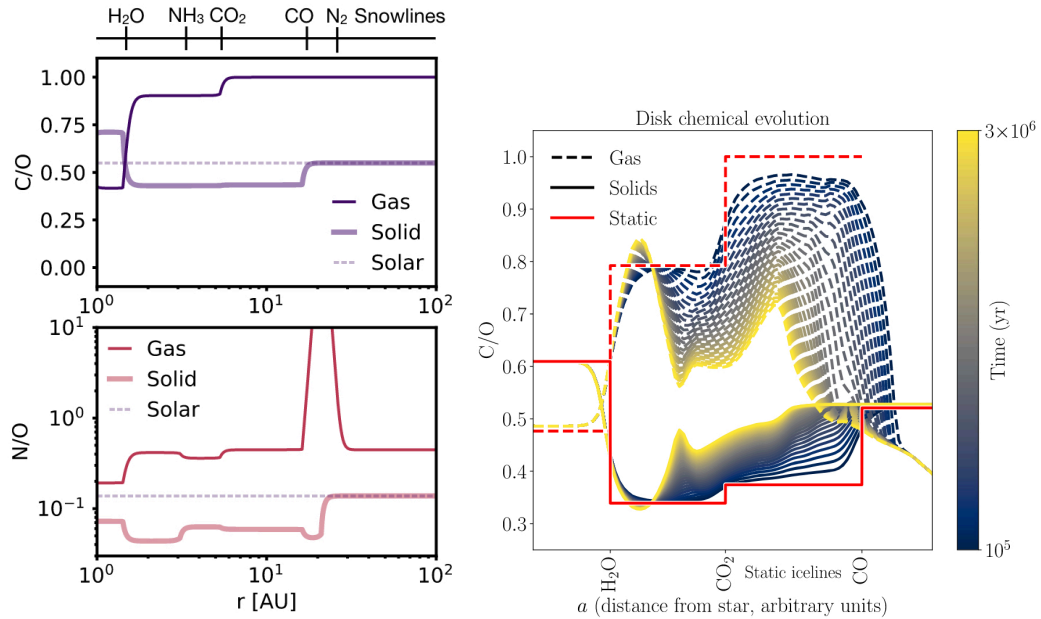 H₂O NH₃ CO₂ CO N₂ Snowlines
1.00
0.75
0.50
0.25
0.00
C/O
Gas
Solid
Solar
10⁰ 10¹ 10²
10¹
10⁰
10⁻¹
N/O
Gas
Solid
Solar
10⁰ 10¹ 10²
r [AU]
Disk chemical evolution
1.0
0.9
0.8
0.7
0.6
0.5
0.4
0.3
C/O
Gas
Solids
Static
H₂O CO₂ Static icelines CO
a (distance from star, arbitrary units)
3×10⁶
Time (yr)
10⁵